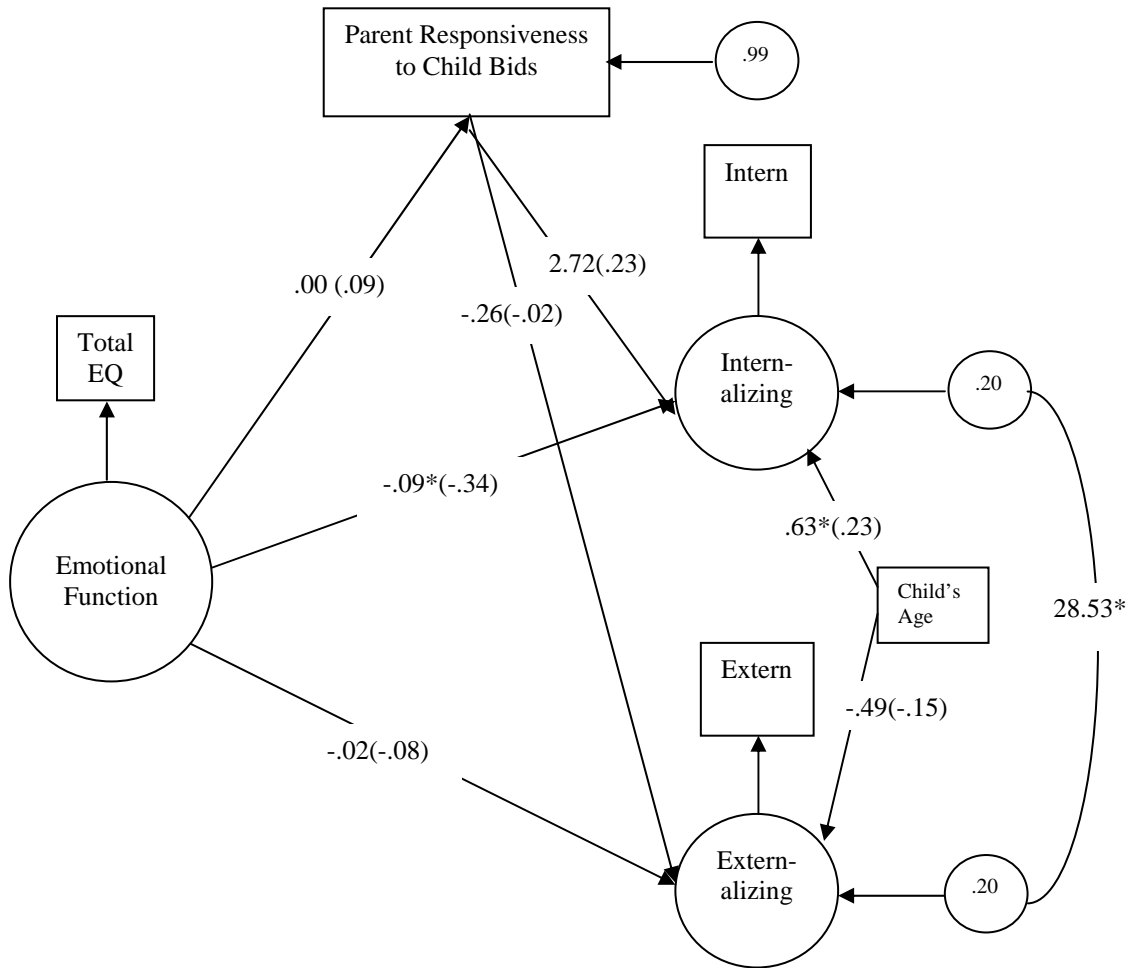 Parent Responsiveness
to Child Bids
.99
Intern
2.72(.23)
.00 (.09)
-.26(-.02)
Total
EQ
Intern-
alizing
.20
-.09*(-.34)
.63*(.23)
Emotional
Function
Child's
Age
28.53*
Extern
-.49(-.15)
-.02(-.08)
Extern-
alizing
.20